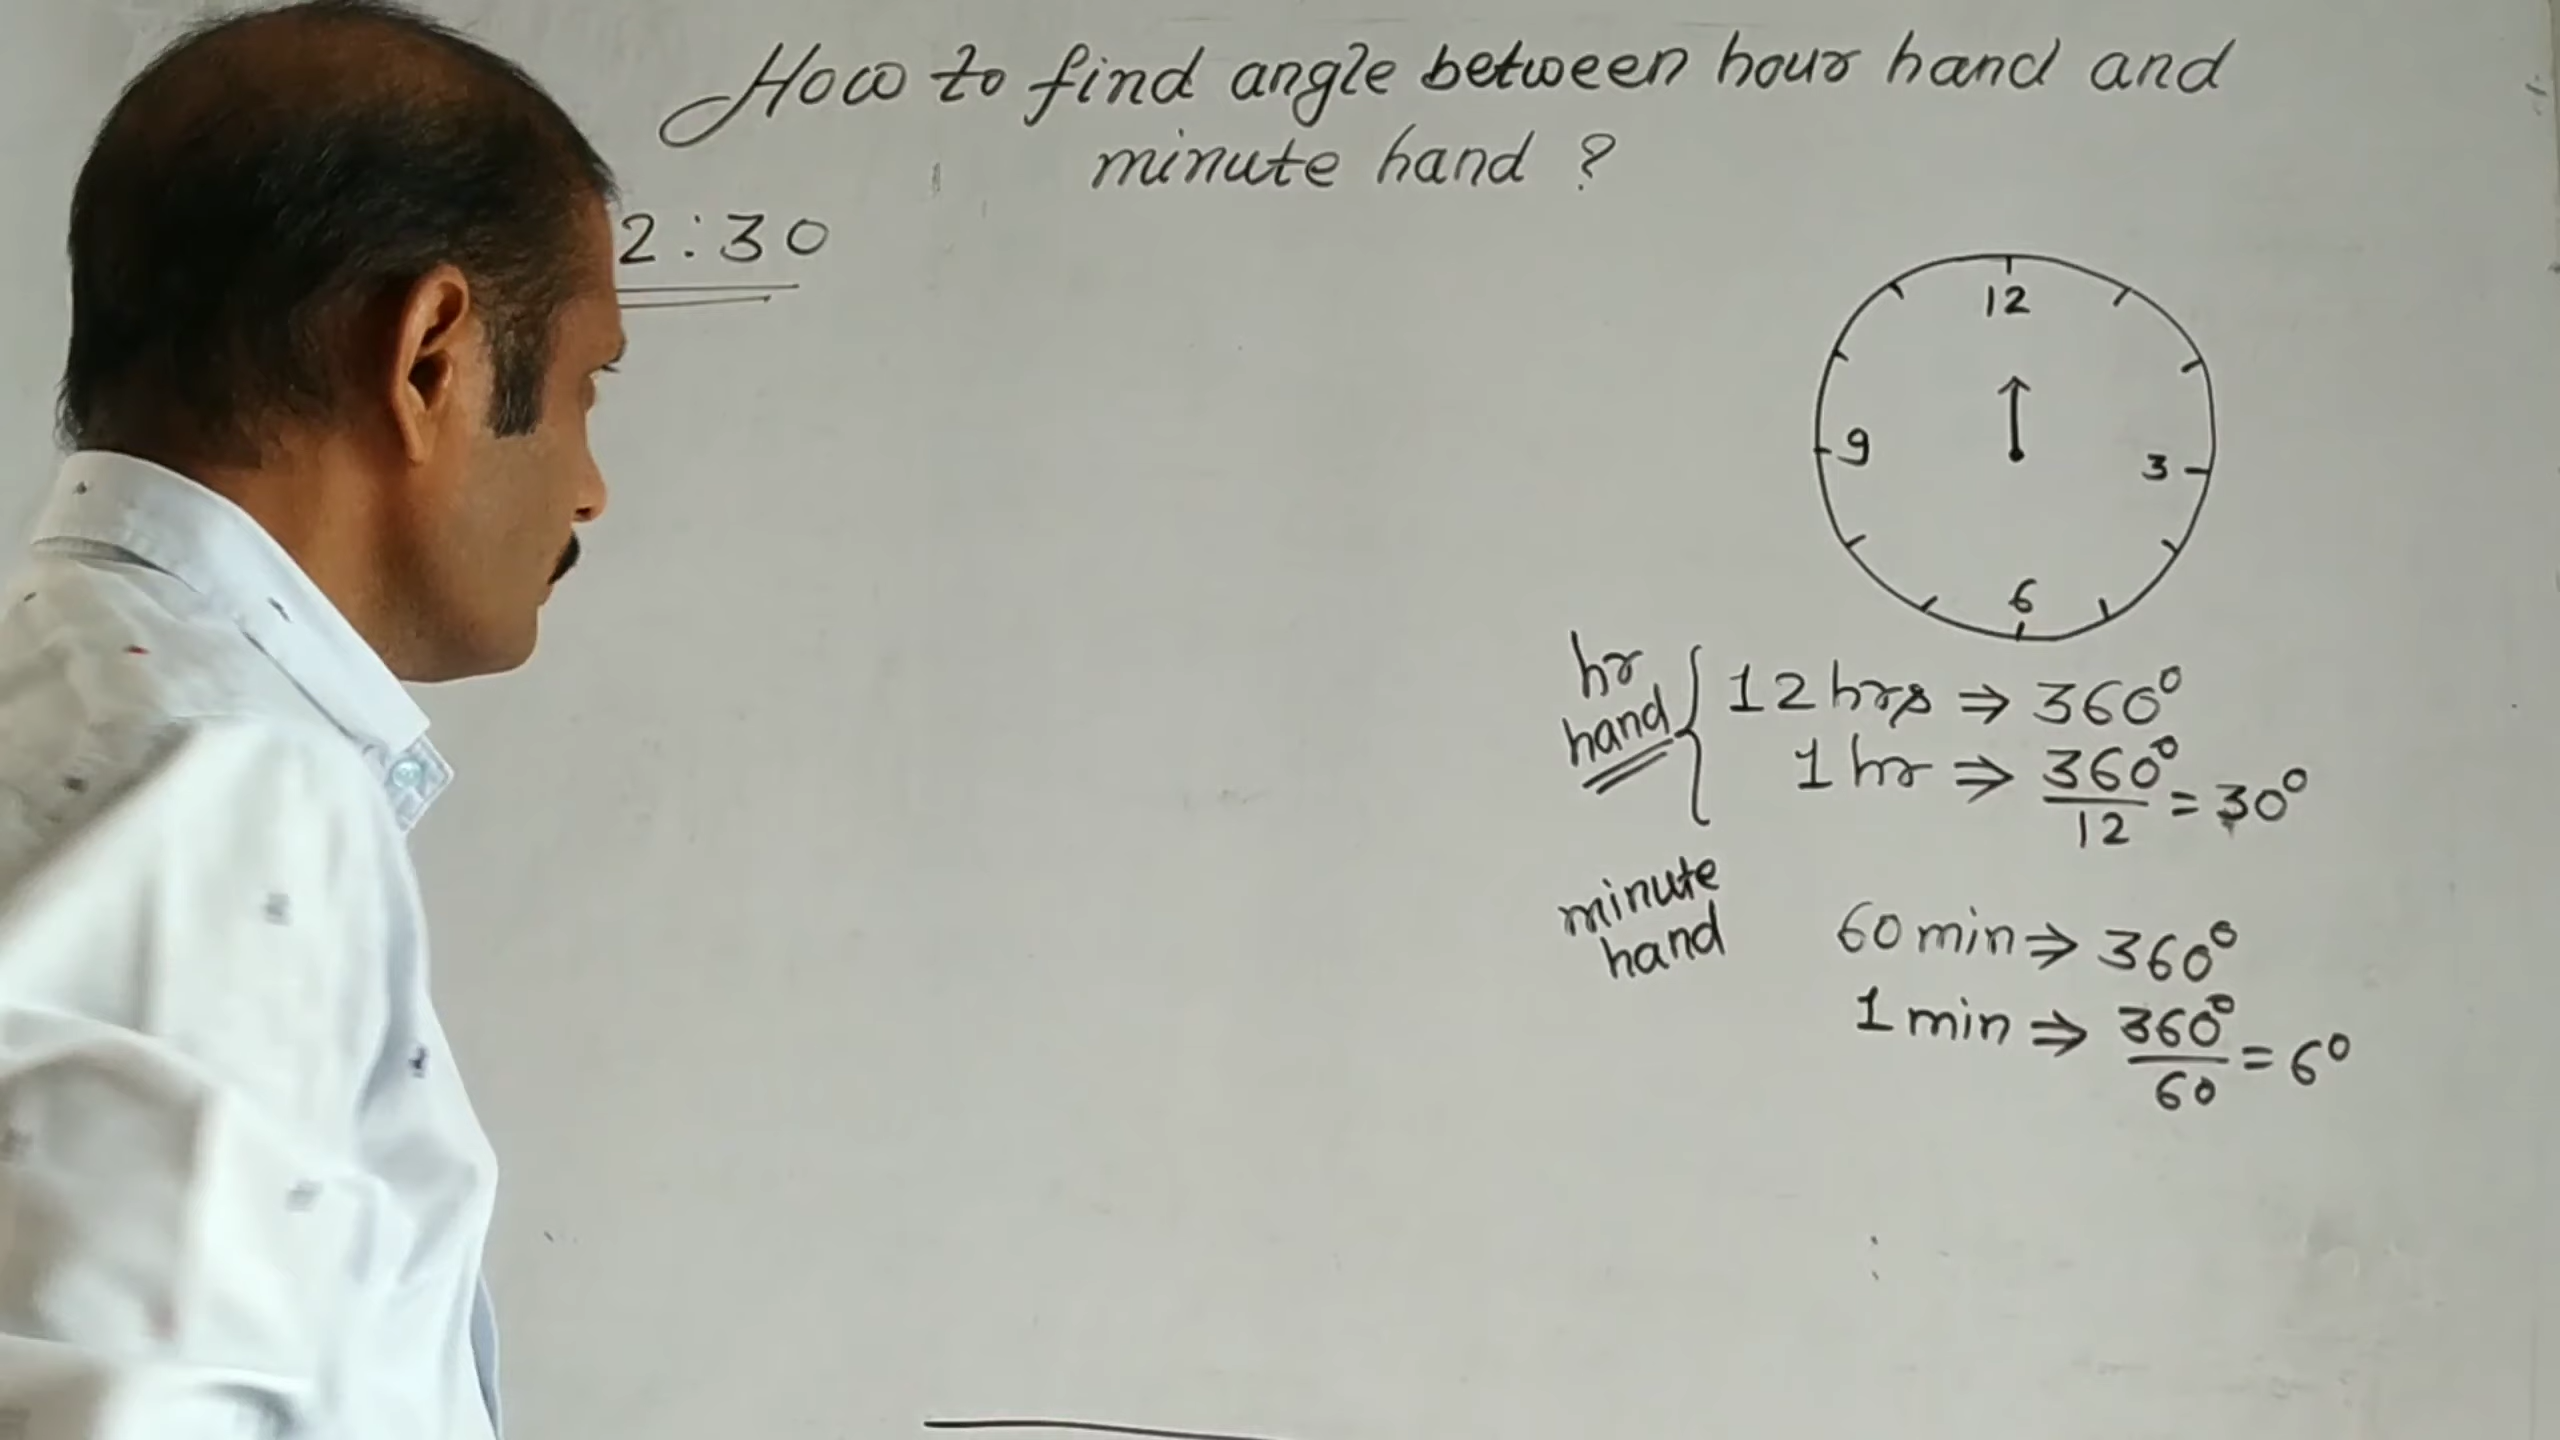 How to find angle between hour hand and
minute hand ?
2:30
12
9
3
6
hr
hand
12 hrs ⇒ 360°
1 hr ⇒ 360°/12 = 30°
minute
hand
60 min ⇒ 360°
1 min ⇒ 360°/60 = 6°